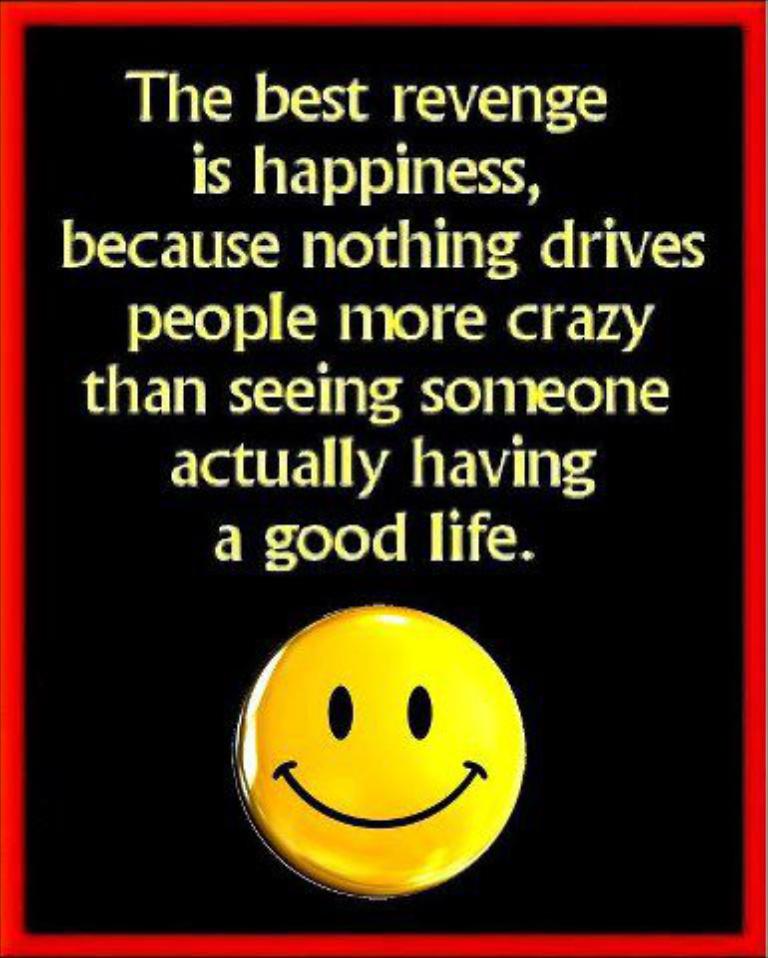 The best revenge
is happiness,
because nothing drives
people more crazy
than seeing someone
actually having
a good life.